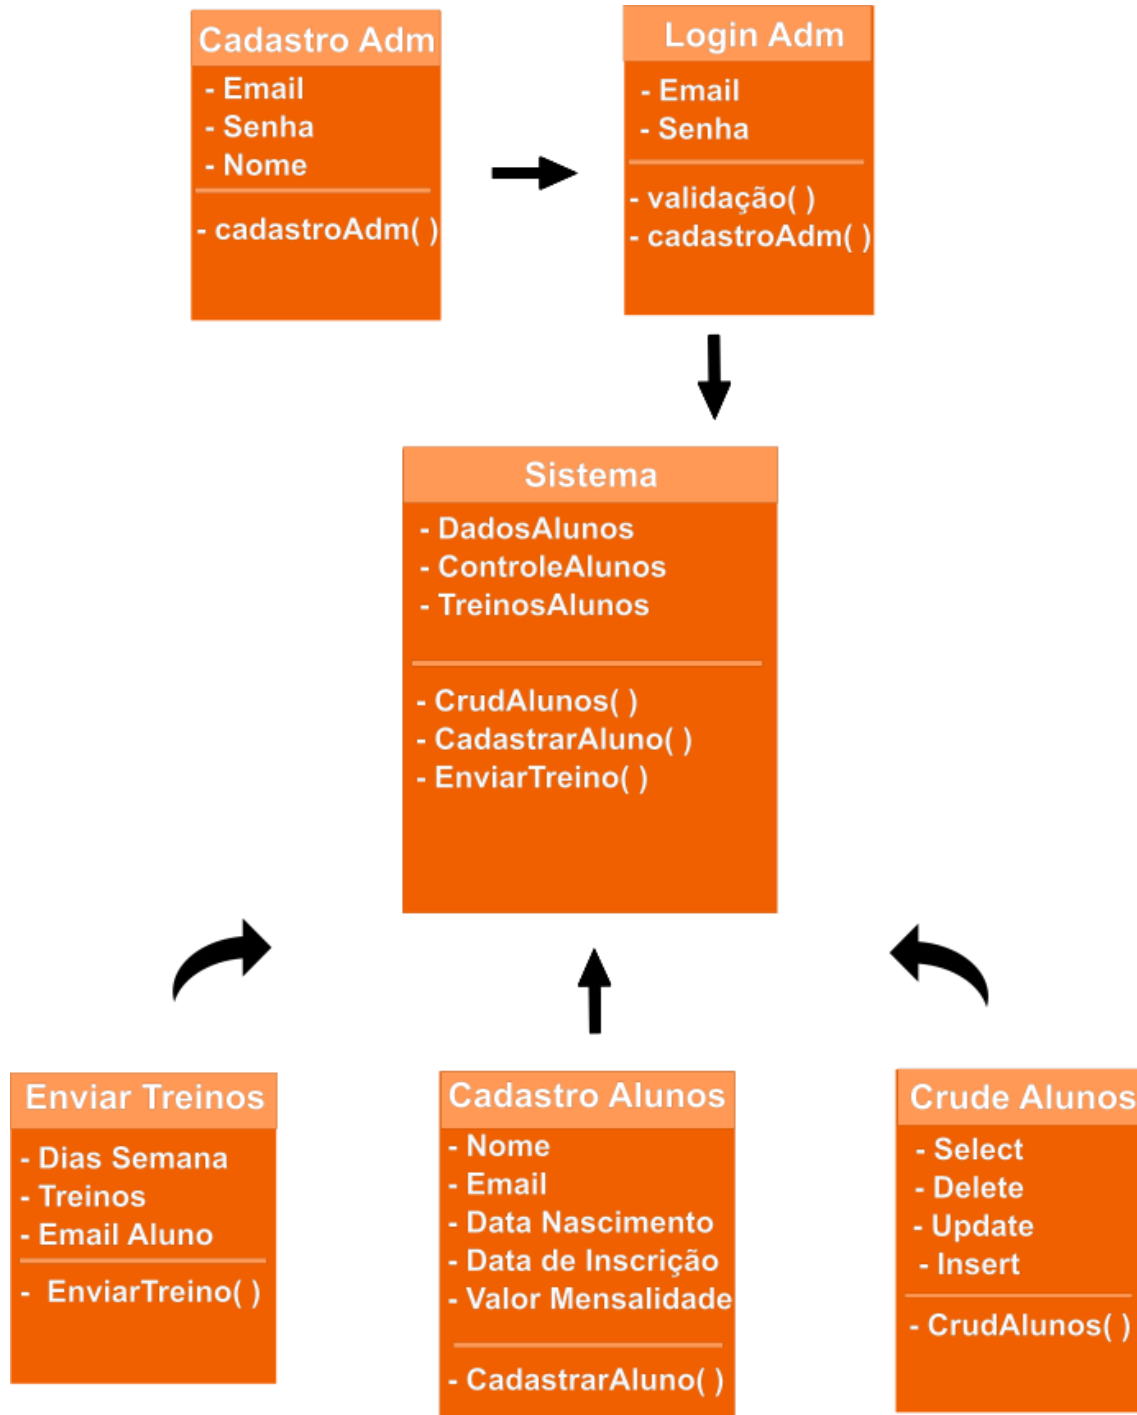 Cadastro Adm
- Email
- Senha
- Nome
- cadastroAdm( )
Login Adm
- Email
- Senha
- validação( )
- cadastroAdm( )
Sistema
- DadosAlunos
- ControleAlunos
- TreinosAlunos
- CrudAlunos( )
- CadastrarAluno( )
- EnviarTreino( )
Enviar Treinos
- Dias Semana
- Treinos
- Email Aluno
- EnviarTreino( )
Cadastro Alunos
- Nome
- Email
- Data Nascimento
- Data de Inscrição
- Valor Mensalidade
- CadastrarAluno( )
Crude Alunos
- Select
- Delete
- Update
- Insert
- CrudAlunos( )